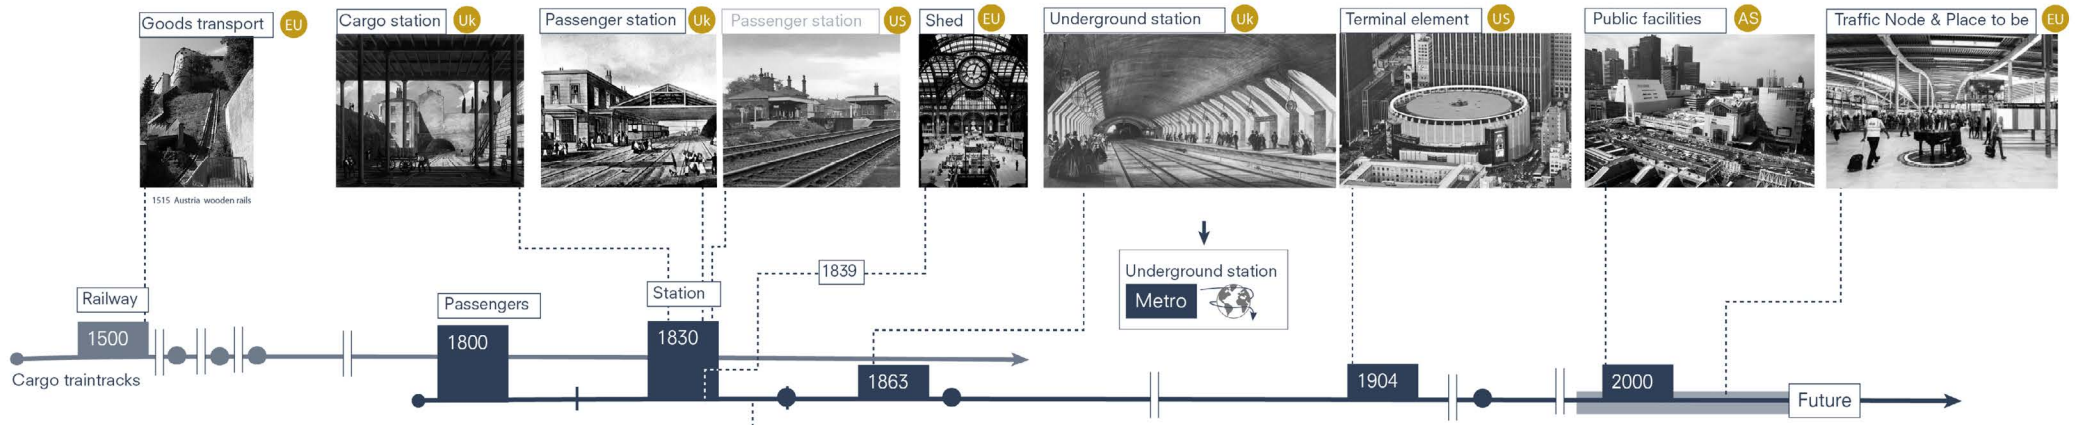 Goods transport EU
Cargo station Uk
Passenger station Uk
Passenger station US
Shed EU
Underground station Uk
Terminal element US
Public facilities AS
Traffic Node & Place to be EU
1515 Austria wooden rails
1839
Underground station
Metro
Railway
Passengers
Station
1500
1800
1830
1863
1904
2000
Cargo traintracks
Future